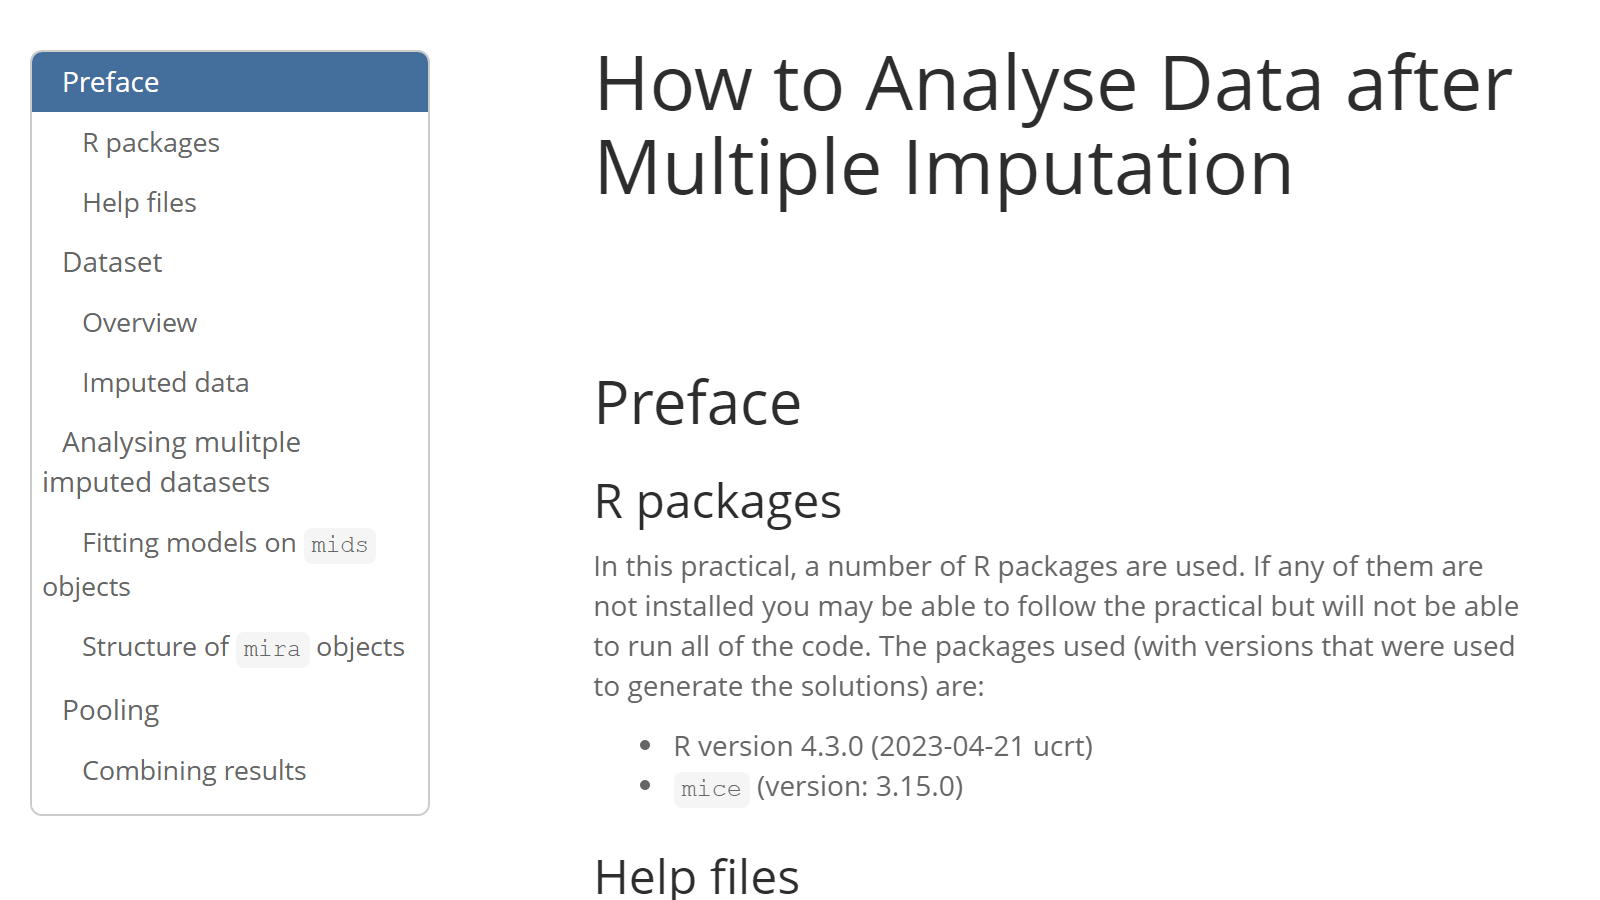 Preface
R packages
Help files
Dataset
Overview
Imputed data
Analysing mulitple
imputed datasets
Fitting models on mids
objects
Structure of mira objects
Pooling
Combining results
How to Analyse Data after
Multiple Imputation
Preface
R packages
In this practical, a number of R packages are used. If any of them are
not installed you may be able to follow the practical but will not be able
to run all of the code. The packages used (with versions that were used
to generate the solutions) are:
• R version 4.3.0 (2023-04-21 ucrt)
• mice (version: 3.15.0)
Help files